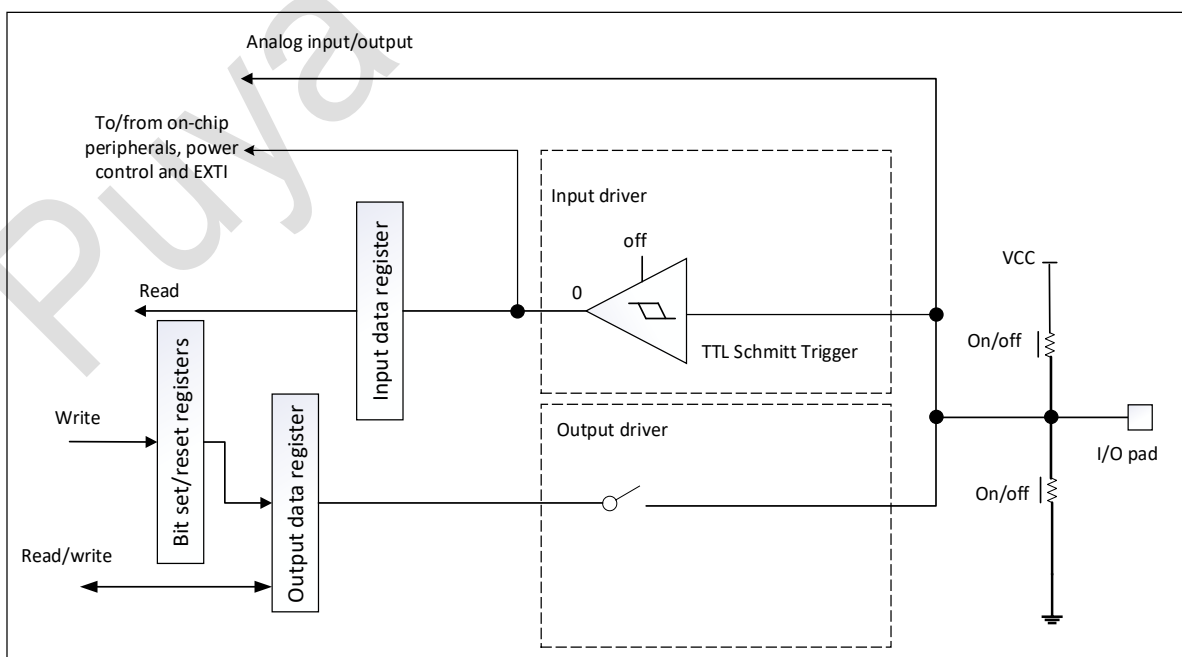 Puya
Analog input/output
To/from on-chip
peripherals, power
control and EXTI
Input driver
off
VCC
Read
0
Input data register
TTL Schmitt Trigger
On/off
Bit set/reset registers
Write
Output data register
Output driver
I/O pad
On/off
Read/write